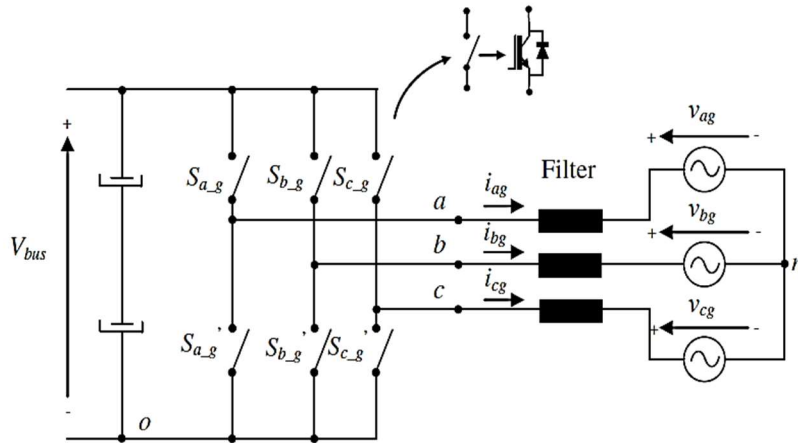 v_ag
+ -
S_a_g S_b_g S_c_g
Filter
a
i_ag
v_bg
+ -
+
V_bus
b
i_bg
n
c
i_cg
v_cg
+ -
S_a_g' S_b_g' S_c_g'
-
o